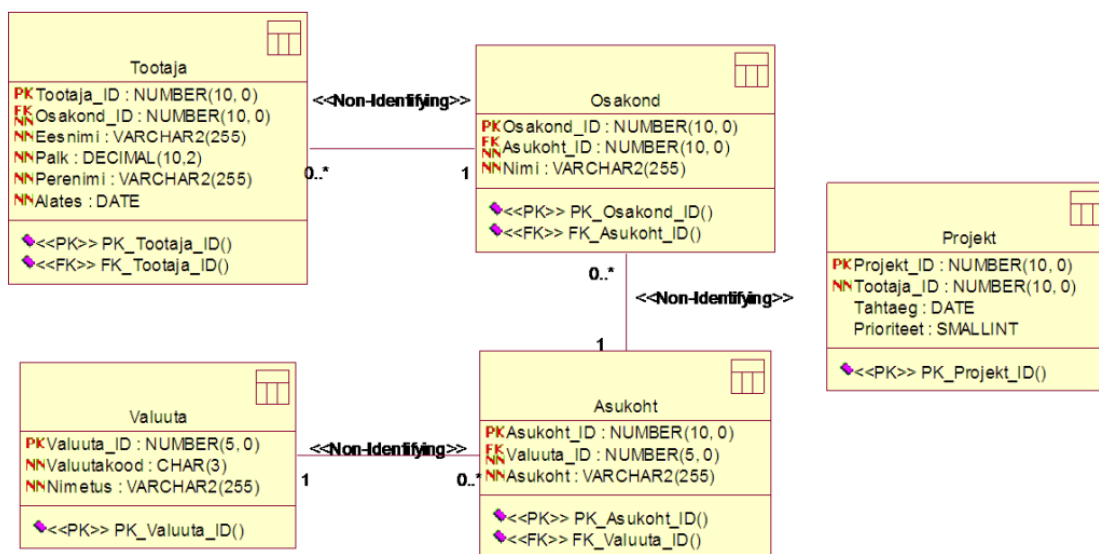 Tootaja
PK Tootaja_ID : NUMBER(10, 0)
FK NN Osakond_ID : NUMBER(10, 0)
NN Eesnimi : VARCHAR2(255)
NN Palk : DECIMAL(10,2)
NN Perenimi : VARCHAR2(255)
NN Alates : DATE
<<PK>> PK_Tootaja_ID()
<<FK>> FK_Tootaja_ID()
<<Non-Identifying>>
0..*
1
Osakond
PK Osakond_ID : NUMBER(10, 0)
FK NN Asukoht_ID : NUMBER(10, 0)
NN Nimi : VARCHAR2(255)
<<PK>> PK_Osakond_ID()
<<FK>> FK_Asukoht_ID()
0..*
<<Non-Identifying>>
1
Projekt
PK Projekt_ID : NUMBER(10, 0)
NN Tootaja_ID : NUMBER(10, 0)
Tahtaeg : DATE
Prioriteet : SMALLINT
<<PK>> PK_Projekt_ID()
Valuuta
PK Valuuta_ID : NUMBER(5, 0)
NN Valuutakood : CHAR(3)
NN Nimetus : VARCHAR2(255)
<<PK>> PK_Valuuta_ID()
<<Non-Identifying>>
1
0..*
Asukoht
PK Asukoht_ID : NUMBER(10, 0)
FK NN Valuuta_ID : NUMBER(5, 0)
NN Asukoht : VARCHAR2(255)
<<PK>> PK_Asukoht_ID()
<<FK>> FK_Valuuta_ID()